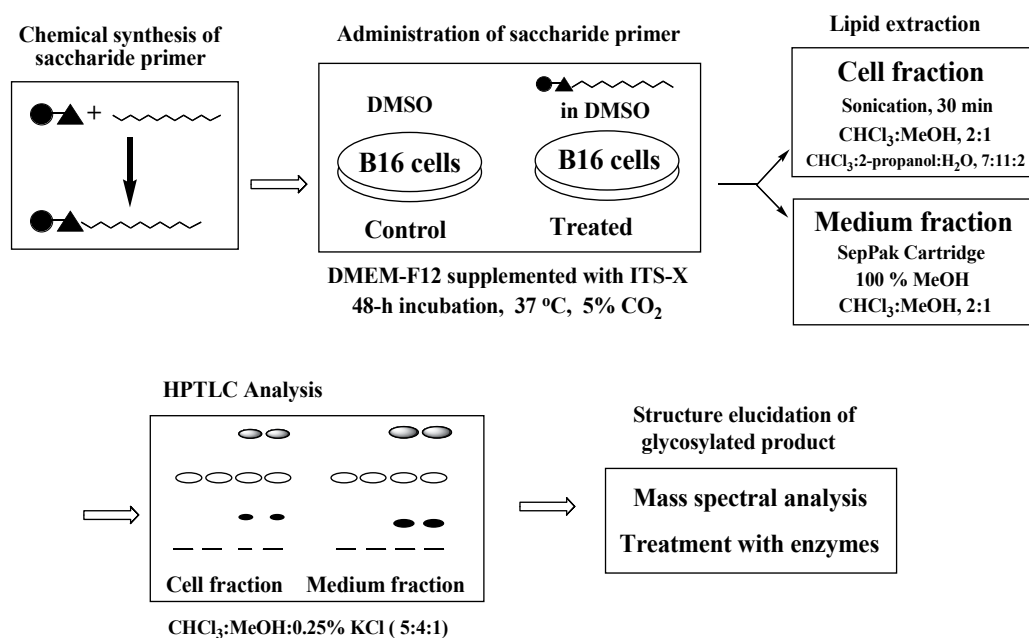 Chemical synthesis of
saccharide primer
+
Administration of saccharide primer
DMSO
in DMSO
B16 cells
B16 cells
Control
Treated
DMEM-F12 supplemented with ITS-X
48-h incubation, 37 °C, 5% CO₂
Lipid extraction
Cell fraction
Sonication, 30 min
CHCl₃:MeOH, 2:1
CHCl₃:2-propanol:H₂O, 7:11:2
Medium fraction
SepPak Cartridge
100 % MeOH
CHCl₃:MeOH, 2:1
HPTLC Analysis
Cell fraction
Medium fraction
CHCl₃:MeOH:0.25% KCl ( 5:4:1)
Structure elucidation of
glycosylated product
Mass spectral analysis
Treatment with enzymes